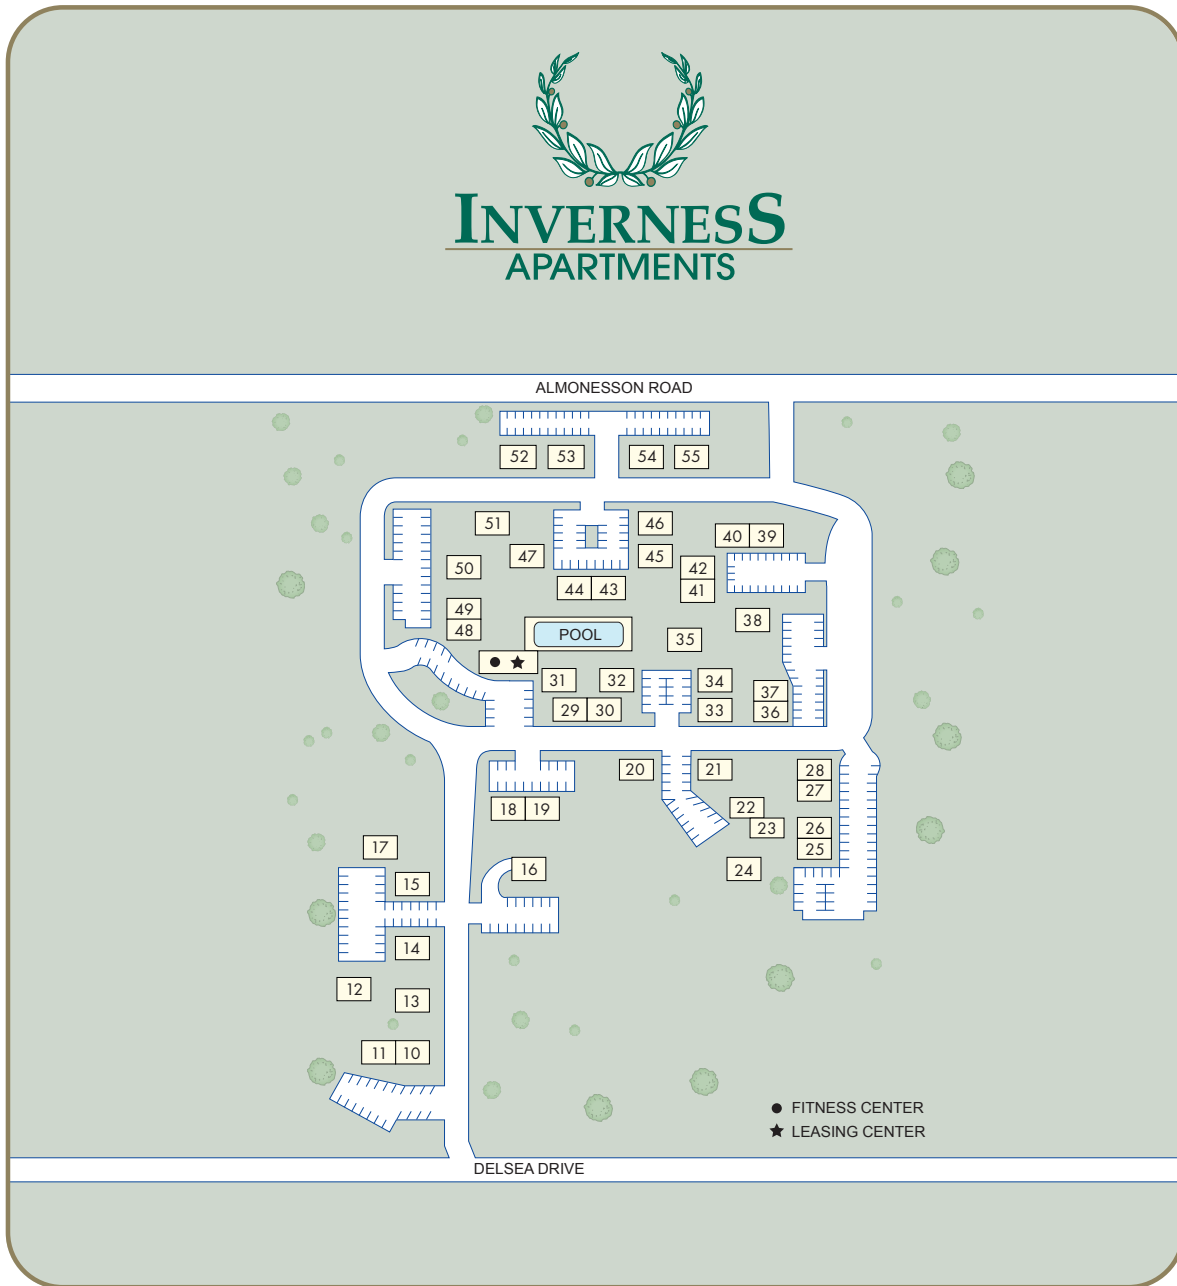 INVERNESS
APARTMENTS
ALMONESSON ROAD
52 53 54 55
51 46
40 39
47 45
50 42
44 43 41
49
48 38
POOL 35
31 32 34
37
29 30 33 36
20 21 28
27
18 19 22
23 26
17 25
16 24
15
14
12
13
11 10
FITNESS CENTER
LEASING CENTER
DELSEA DRIVE